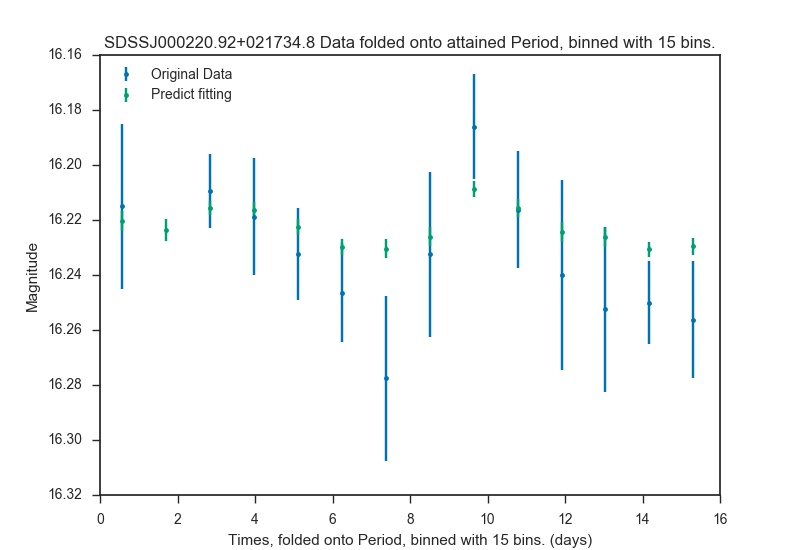 SDSSJ000220.92+021734.8 Data folded onto attained Period, binned with 15 bins.
Original Data
Predict fitting
16.16
16.18
16.20
16.22
16.24
16.26
16.28
16.30
16.32
Magnitude
0 2 4 6 8 10 12 14 16
Times, folded onto Period, binned with 15 bins. (days)